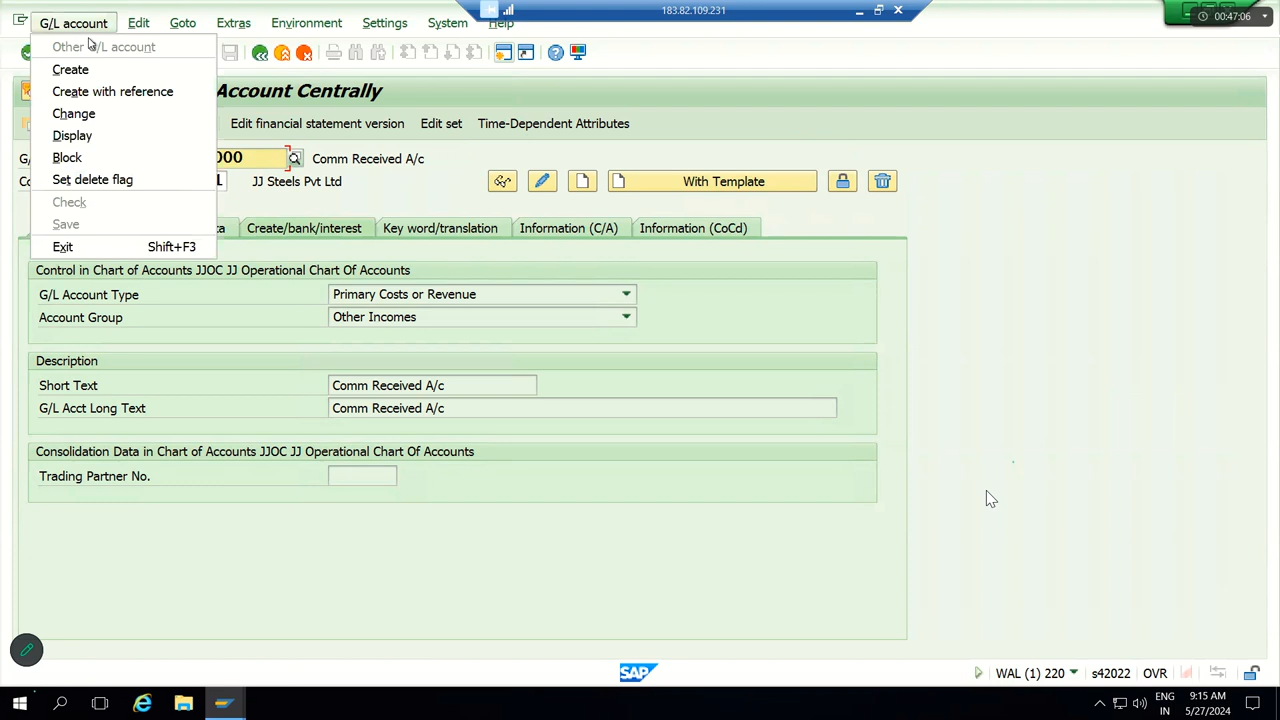 183.82.109.231
00:47:06
G/L account Edit Goto Extras Environment Settings System Help
Other G/L account
Create
Create with reference
Change
Display
Block
Set delete flag
Check
Save
Exit Shift+F3
Account Centrally
Edit financial statement version Edit set Time-Dependent Attributes
000 Comm Received A/c
JJ Steels Pvt Ltd With Template
Create/bank/interest Key word/translation Information (C/A) Information (CoCd)
Control in Chart of Accounts JJOC JJ Operational Chart Of Accounts
G/L Account Type Primary Costs or Revenue
Account Group Other Incomes
Description
Short Text Comm Received A/c
G/L Acct Long Text Comm Received A/c
Consolidation Data in Chart of Accounts JJOC JJ Operational Chart Of Accounts
Trading Partner No.
SAP WAL (1) 220 s42022 OVR
ENG 9:15 AM
IN 5/27/2024